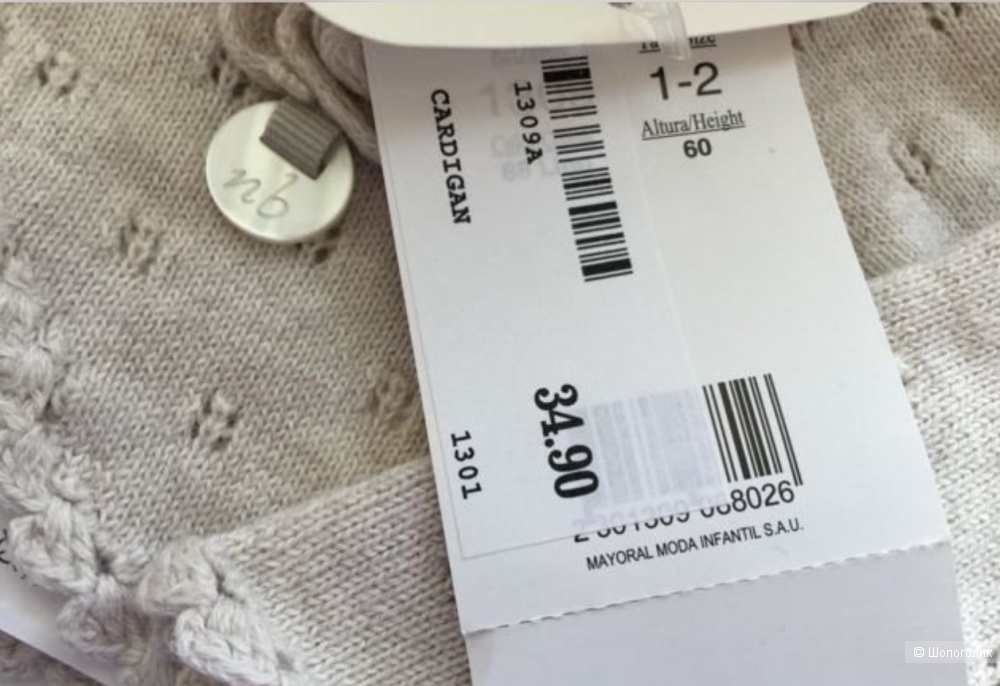 1-2
Altura/Height
60
1309A
CARDIGAN
nb
34.90
1301
MAYORAL MODA INFANTIL S.A.U.
© Шопоголик